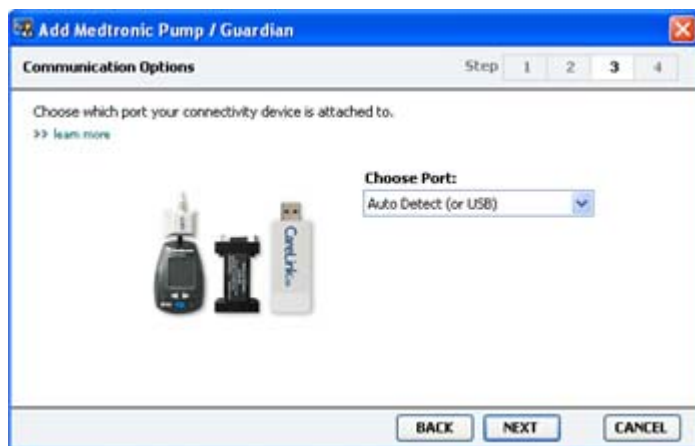 Add Medtronic Pump / Guardian
Communication Options
Step 1 2 3 4
Choose which port your connectivity device is attached to.
>> learn more
Choose Port:
Auto Detect (or USB)
CareLink
BACK NEXT CANCEL